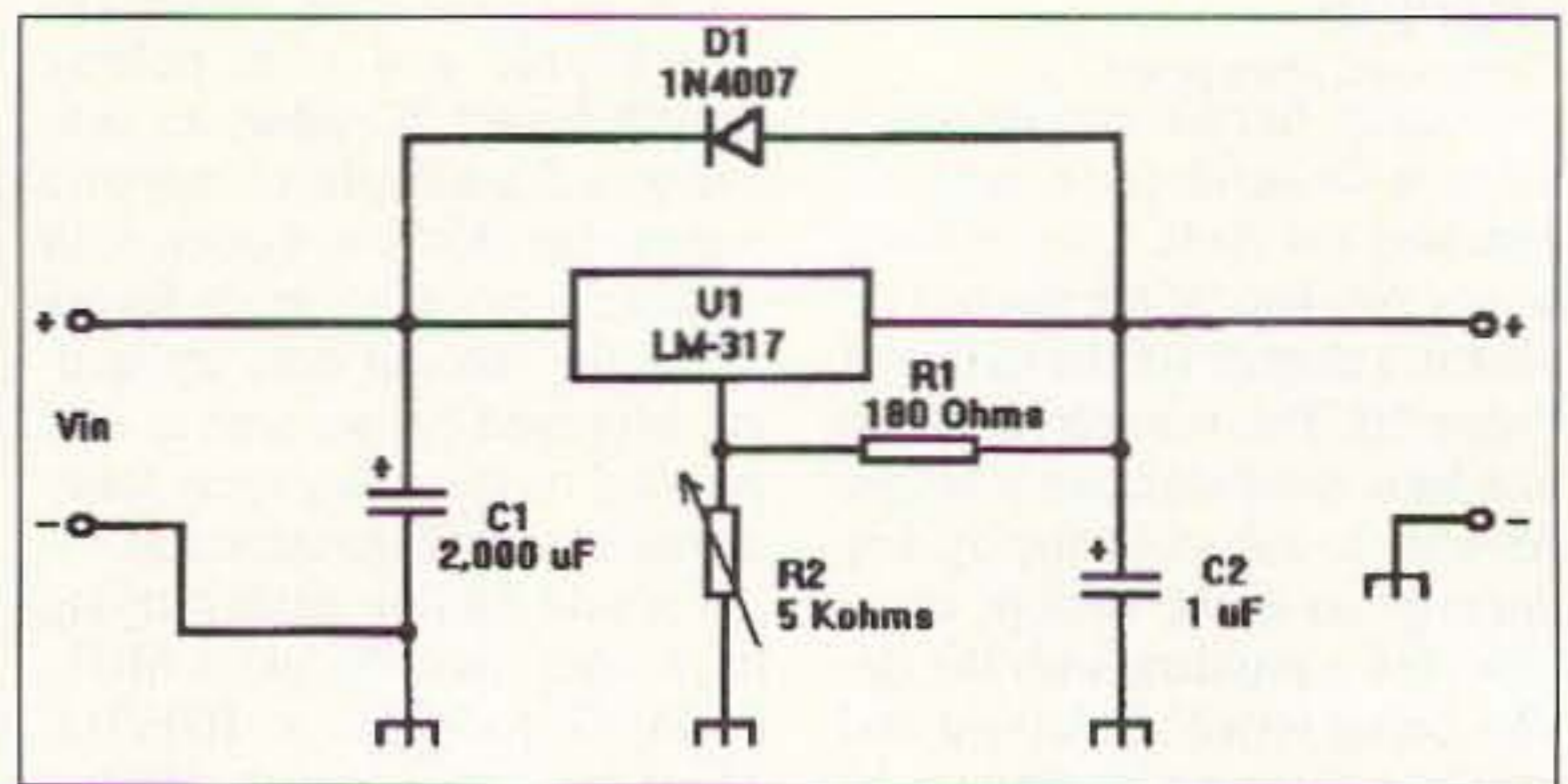 D1
1N4007
U1
LM-317
+
+
R1
180 Ohms
Vin
+
C1
2,000 uF
-
-
R2
5 Kohms
+
C2
1 uF